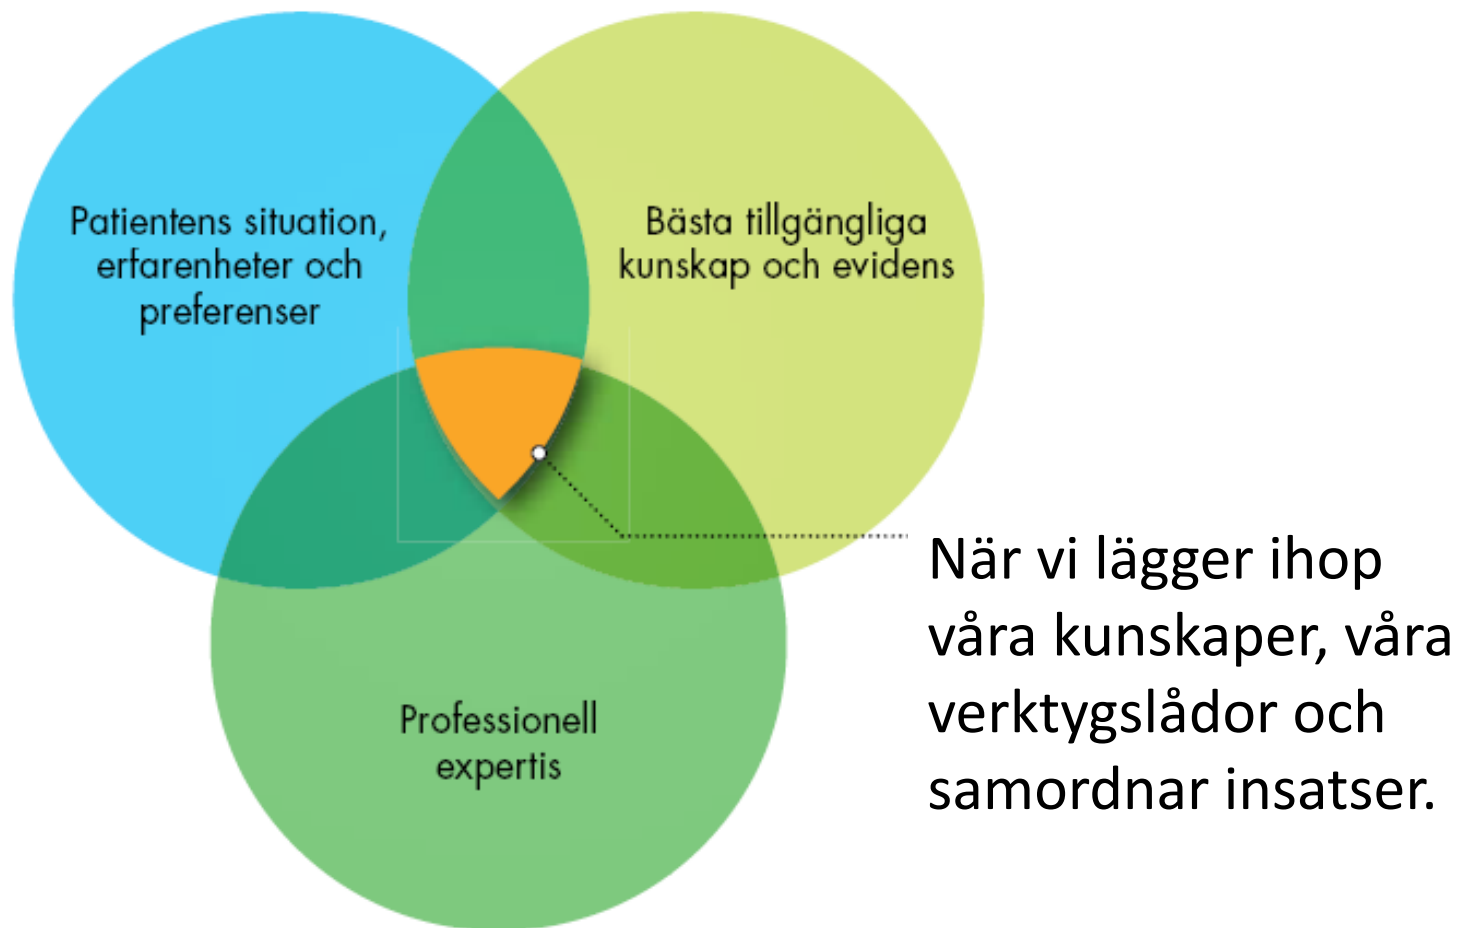 Patientens situation,
erfarenheter och
preferenser
Bästa tillgängliga
kunskap och evidens
Professionell
expertis
När vi lägger ihop
våra kunskaper, våra
verktygslådor och
samordnar insatser.